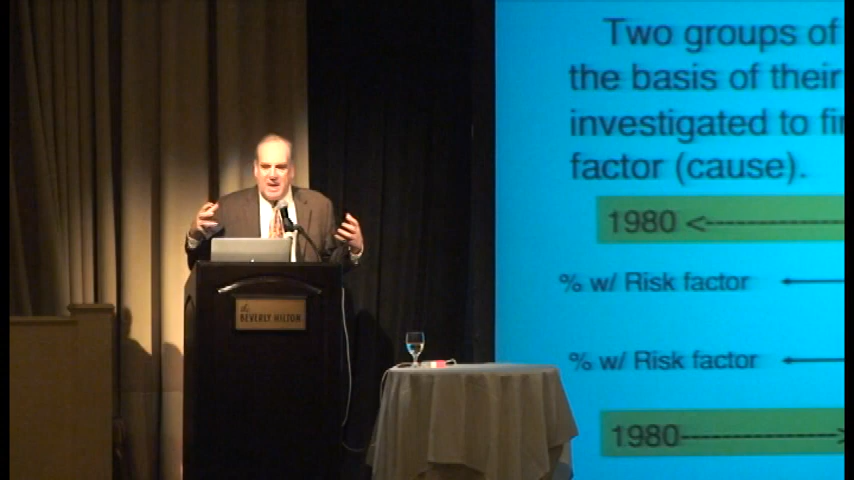 Two groups of
the basis of their
investigated to fi
factor (cause).
1980 <--------------
% w/ Risk factor
% w/ Risk factor
1980---------------->
the
BEVERLY HILTON